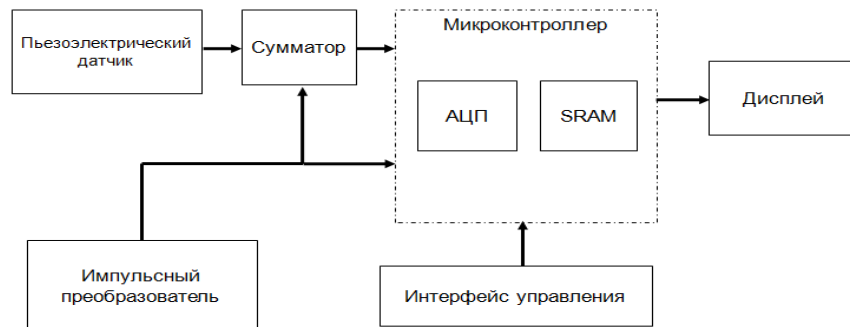 Пьезоэлектрический
датчик
Сумматор
Микроконтроллер
АЦП
SRAM
Дисплей
Импульсный
преобразователь
Интерфейс управления